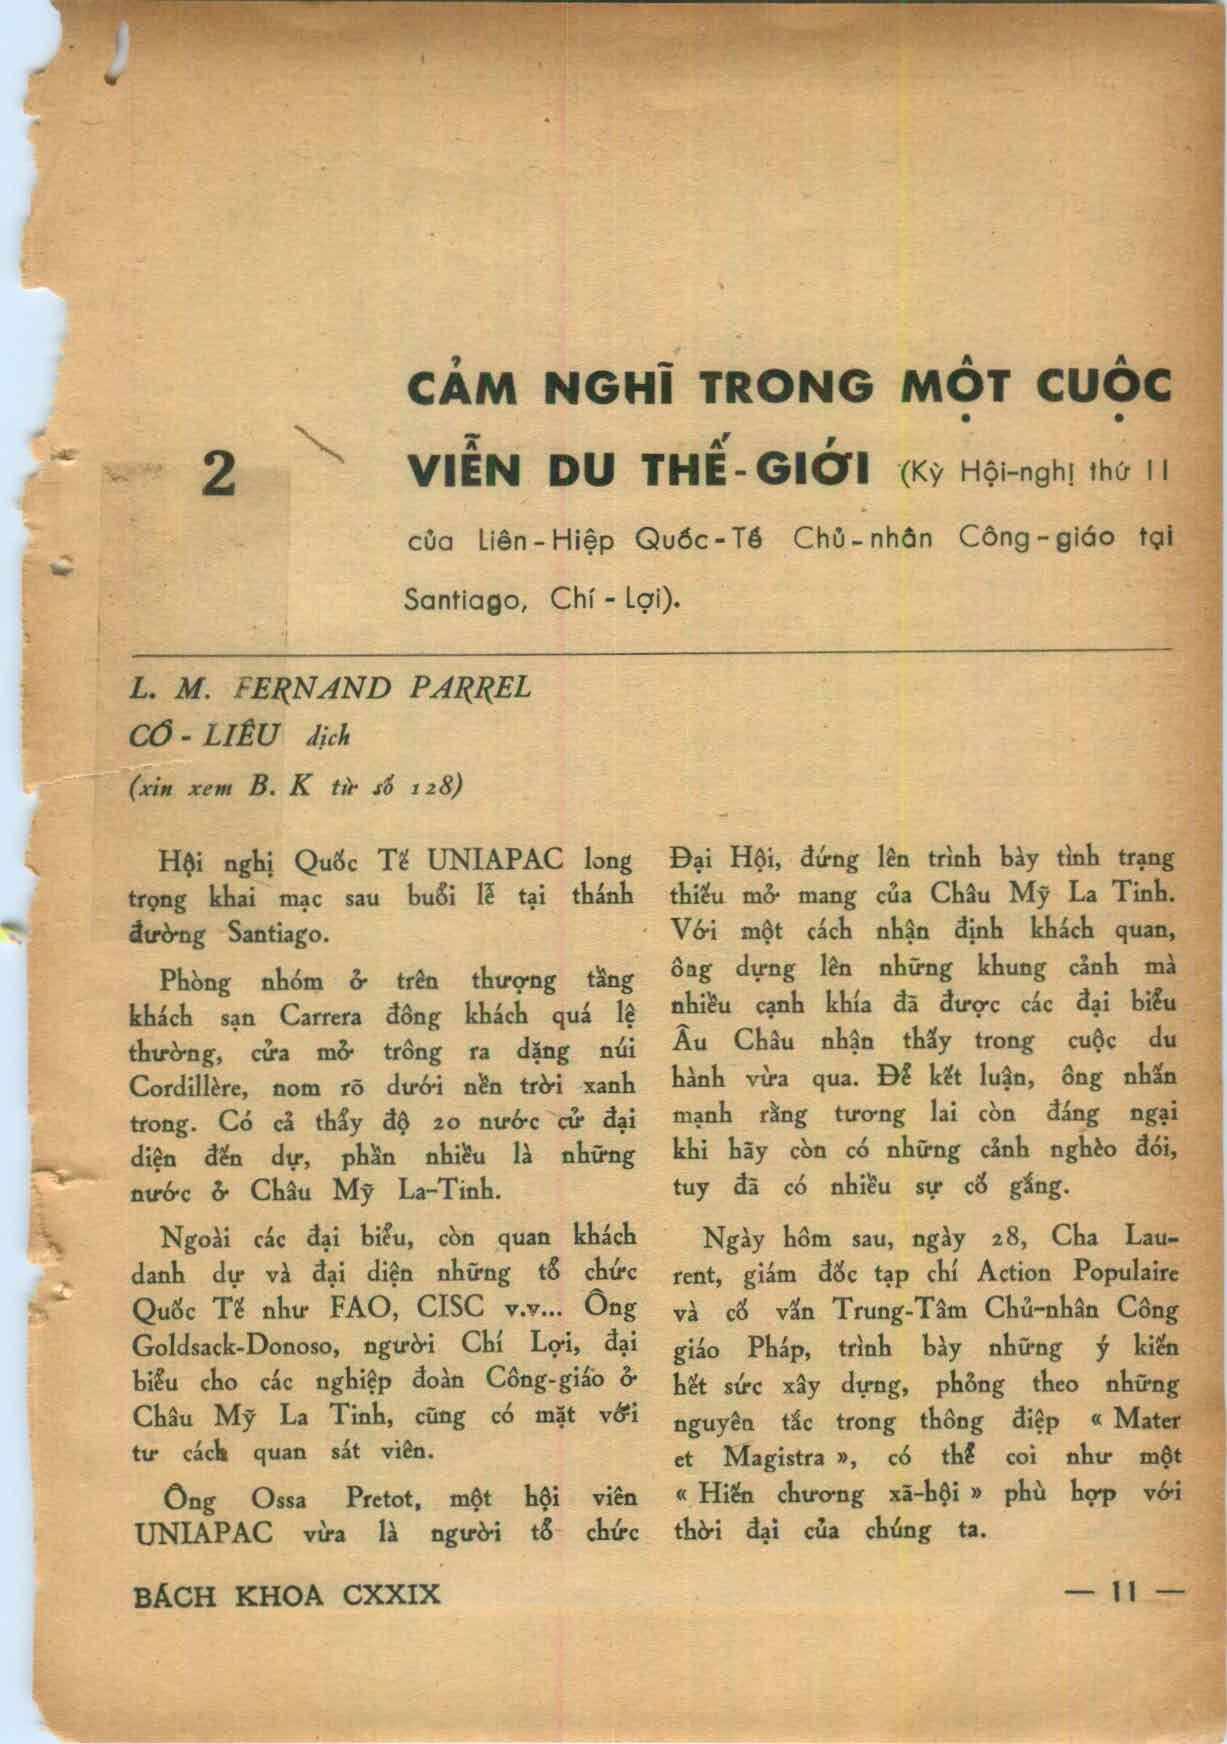 CẢM NGHĨ TRONG MỘT CUỘC
2
VIỄN DU THẾ-GIỚI (Kỳ Hội-nghị thứ II
của Liên-Hiệp Quốc-Tế Chủ-nhân Công-giáo tại
Santiago, Chí-Lợi).
L. M. FERNAND PARREL
CÔ-LIÊU dịch
(xin xem B. K từ số 128)
Hội nghị Quốc Tế UNIAPAC long
trọng khai mạc sau buổi lễ tại thánh
đường Santiago.
Phòng nhóm ở trên thượng tầng
khách sạn Carrera đông khách quá lệ
thường, cửa mở trông ra dặng núi
Cordillère, nom rõ dưới nền trời xanh
trong. Có cả thẩy độ 20 nước cử đại
diện đến dự, phần nhiều là những
nước ở Châu Mỹ La-Tinh.
Ngoài các đại biểu, còn quan khách
danh dự và đại diện những tổ chức
Quốc Tế như FAO, CISC v.v... Ông
Goldsack-Donoso, người Chí Lợi, đại
biểu cho các nghiệp đoàn Công-giáo ở
Châu Mỹ La Tinh, cũng có mặt với
tư cách quan sát viên.
Ông Ossa Pretot, một hội viên
UNIAPAC vừa là người tổ chức
Đại Hội, đứng lên trình bày tình trạng
thiếu mở mang của Châu Mỹ La Tinh.
Với một cách nhận định khách quan,
ông dựng lên những khung cảnh mà
nhiều cạnh khía đã được các đại biểu
Âu Châu nhận thấy trong cuộc du
hành vừa qua. Để kết luận, ông nhấn
mạnh rằng tương lai còn đáng ngại
khi hãy còn có những cảnh nghèo đói,
tuy đã có nhiều sự cố gắng.
Ngày hôm sau, ngày 28, Cha Lau-
rent, giám đốc tạp chí Action Populaire
và cố vấn Trung-Tâm Chủ-nhân Công
giáo Pháp, trình bày những ý kiến
hết sức xây dựng, phỏng theo những
nguyên tắc trong thông điệp « Mater
et Magistra », có thể coi như một
« Hiến chương xã-hội » phù hợp với
thời đại của chúng ta.
BÁCH KHOA CXXIX
— 11 —